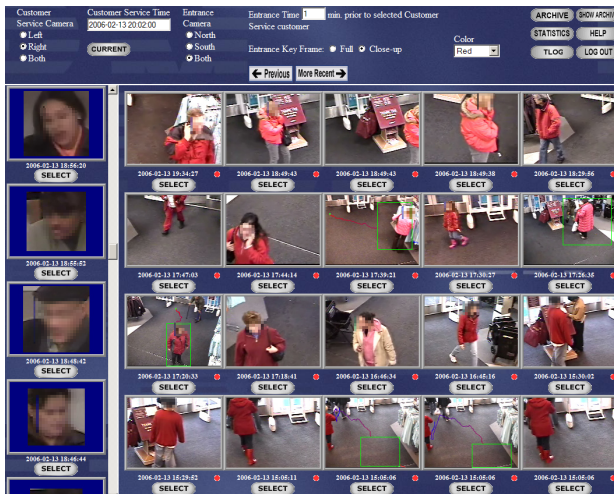 Customer Service Camera
Left
Right
Both
Customer Service Time
2006-02-13 20:02:00
CURRENT
Entrance Camera
North
South
Both
Entrance Time 1 min. prior to selected Customer
Service customer
Entrance Key Frame: Full Close-up
Color
Red
ARCHIVE
STATISTICS
HELP
TLOG
LOG OUT
Previous
More Recent
2006-02-13 18:56:20
SELECT
2006-02-13 18:55:52
SELECT
2006-02-13 18:48:42
SELECT
2006-02-13 18:46:44
SELECT
2006-02-13 19:34:27
SELECT
2006-02-13 18:49:43
SELECT
2006-02-13 18:49:43
SELECT
2006-02-13 18:49:38
SELECT
2006-02-13 18:29:56
SELECT
2006-02-13 17:47:03
SELECT
2006-02-13 17:44:14
SELECT
2006-02-13 17:39:21
SELECT
2006-02-13 17:30:27
SELECT
2006-02-13 17:26:35
SELECT
2006-02-13 17:20:33
SELECT
2006-02-13 17:18:41
SELECT
2006-02-13 16:46:34
SELECT
2006-02-13 16:45:16
SELECT
2006-02-13 15:30:02
SELECT
2006-02-13 15:29:52
SELECT
2006-02-13 15:05:11
SELECT
2006-02-13 15:05:06
SELECT
2006-02-13 15:05:06
SELECT
2006-02-13 15:05:06
SELECT